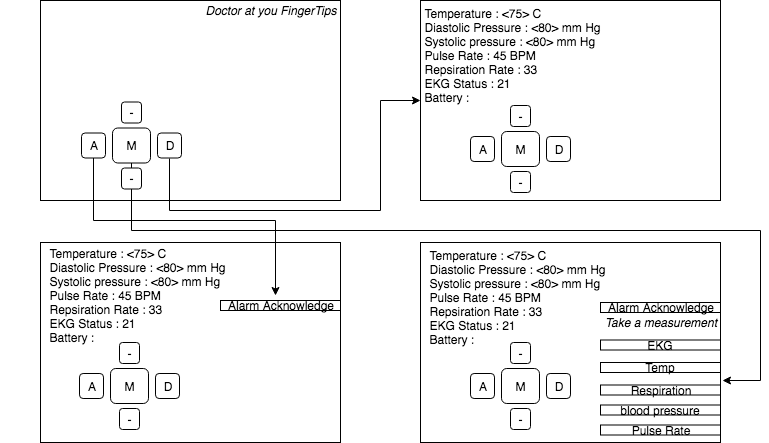 Doctor at you FingerTips
-
A M D
-
Temperature : <75> C
Diastolic Pressure : <80> mm Hg
Systolic pressure : <80> mm Hg
Pulse Rate : 45 BPM
Repsiration Rate : 33
EKG Status : 21
Battery :
-
A M D
-
Temperature : <75> C
Diastolic Pressure : <80> mm Hg
Systolic pressure : <80> mm Hg
Pulse Rate : 45 BPM
Repsiration Rate : 33
EKG Status : 21
Battery :
Alarm Acknowledge
-
A M D
-
Temperature : <75> C
Diastolic Pressure : <80> mm Hg
Systolic pressure : <80> mm Hg
Pulse Rate : 45 BPM
Repsiration Rate : 33
EKG Status : 21
Battery :
Alarm Acknowledge
Take a measurement
EKG
Temp
Respiration
blood pressure
Pulse Rate
-
A M D
-